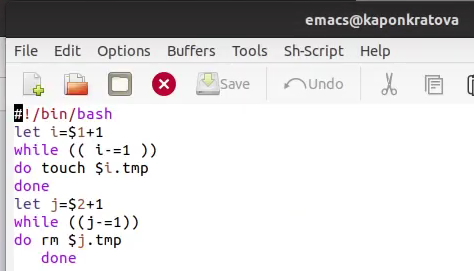 emacs@kaponkratova
File Edit Options Buffers Tools Sh-Script Help
Save Undo
#!/bin/bash
let i=$1+1
while (( i-=1 ))
do touch $i.tmp
done
let j=$2+1
while ((j-=1))
do rm $j.tmp
   done